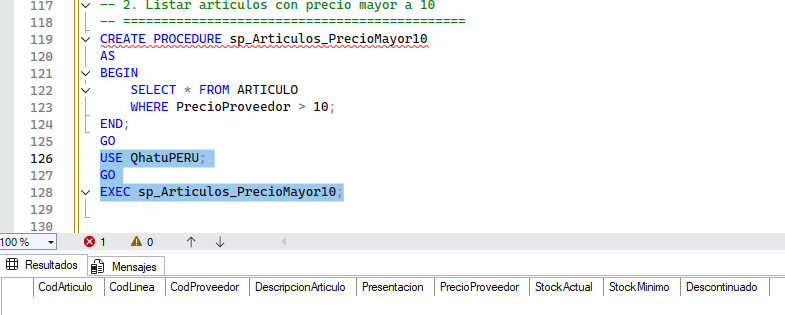 117 -- 2. Listar artículos con precio mayor a 10
118 -- ============================================
119 CREATE PROCEDURE sp_Articulos_PrecioMayor10
120 AS
121 BEGIN
122 SELECT * FROM ARTICULO
123 WHERE PrecioProveedor > 10;
124 END;
125 GO
126 USE QhatuPERU;
127 GO
128 EXEC sp_Articulos_PrecioMayor10;
129
130
100 % 1 0
Resultados Mensajes
CodArticulo CodLinea CodProveedor DescripcionArticulo Presentacion PrecioProveedor StockActual StockMinimo Descontinuado